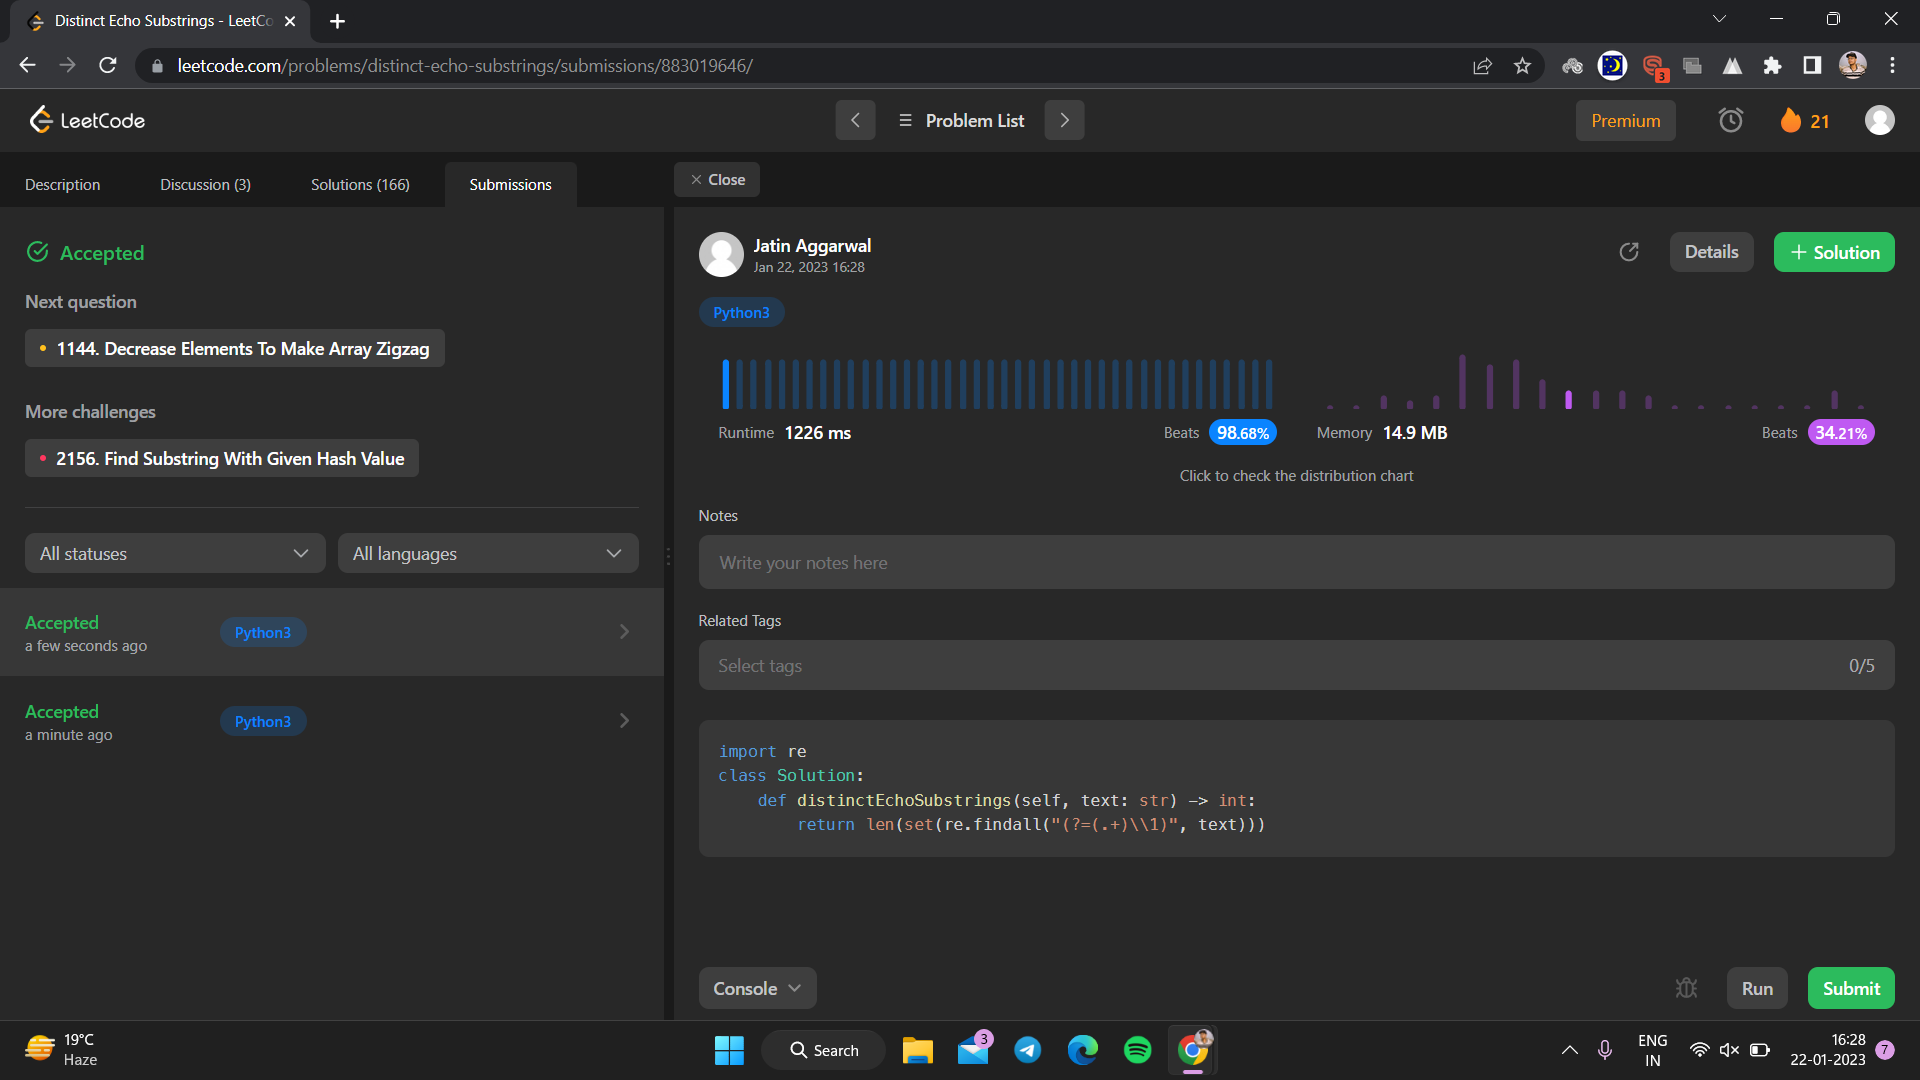 Distinct Echo Substrings - LeetCo
leetcode.com/problems/distinct-echo-substrings/submissions/883019646/
3
LeetCode
Problem List
Premium
21
Description
Discussion (3)
Solutions (166)
Submissions
Close
Accepted
Next question
1144. Decrease Elements To Make Array Zigzag
More challenges
2156. Find Substring With Given Hash Value
All statuses
All languages
Accepted
a few seconds ago
Python3
Accepted
a minute ago
Python3
Jatin Aggarwal
Jan 22, 2023 16:28
Details
+ Solution
Python3
Runtime 1226 ms
Beats 98.68%
Memory 14.9 MB
Beats 34.21%
Click to check the distribution chart
Notes
Write your notes here
Related Tags
Select tags
0/5
import re
class Solution:
    def distinctEchoSubstrings(self, text: str) -> int:
        return len(set(re.findall("(?=(.+)\\1)", text)))
Console
Run
Submit
19°C
Haze
Search
3
ENG
IN
16:28
22-01-2023
7